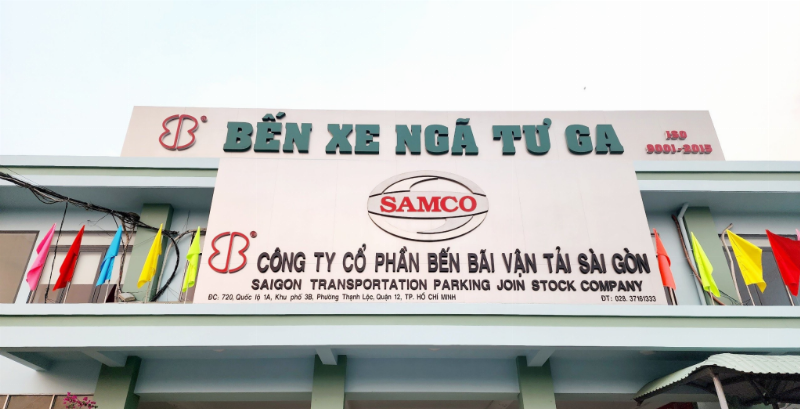 BẾN XE NGÃ TƯ GA
ISO
9001-2015
SAMCO
CÔNG TY CỔ PHẦN BẾN BÃI VẬN TẢI SÀI GÒN
SAIGON TRANSPORTATION PARKING JOIN STOCK COMPANY
ĐC: 720, Quốc lộ 1A, Khu phố 3B, Phường Thạnh Lộc, Quận 12, TP. HỒ CHÍ MINH
ĐT: 028. 37161333